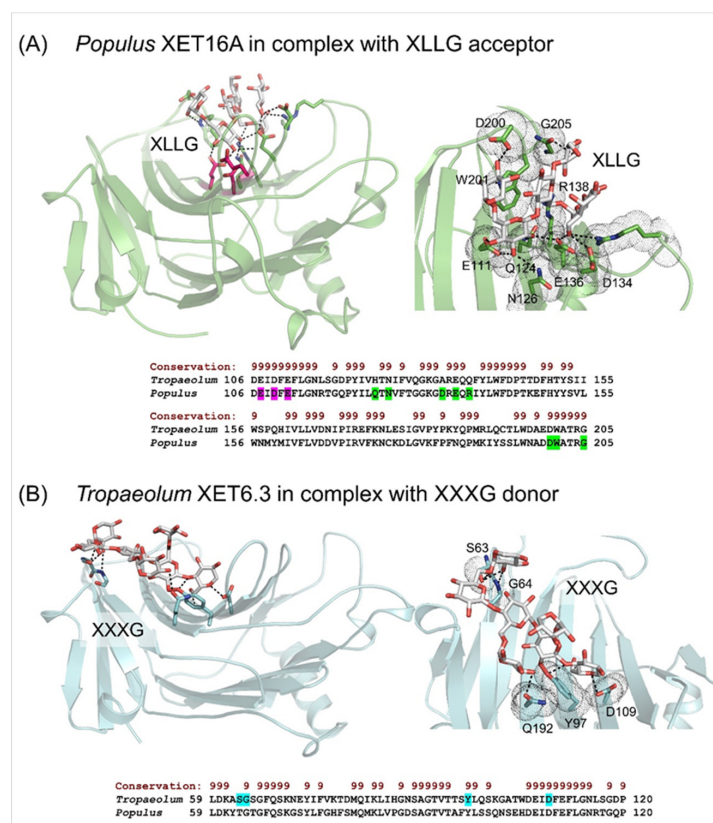 (A) Populus XET16A in complex with XLLG acceptor
XLLG
D200
G205
XLLG
W201
R138
E111
Q124
E136
D134
N126
Conservation: 9999999999  9 999  99  9  999  999  9999999  99 99
Tropaeolum 106 DEIDFEFLGNLSGDPYIVHTNIFVQGKGAREQQFYLWFDPTTDFHTYSII 155
Populus 106 DEIDFEFLGNRTGQPYILQTNVFTGGKGDREQRIYLWFDPTKEFHYYSVL 155
Conservation: 9     99 99 9  999 999    99  9  999     99 9 999999
Tropaeolum 156 WSPQHIVLLVDNIPIREFKNLESIGVPYPKYQPMRLQCTLWDAEDWATRG 205
Populus 156 WNMYMIVFLVDDVPIRVFKNCKDLGVKFPFNQPMKIYSSLWNADDWATRG 205
(B) Tropaeolum XET6.3 in complex with XXXG donor
XXXG
S63
G64
XXXG
Q192
Y97
D109
Conservation: 999  9 99999  9 9    99 99  9 9 999999  99 9    9999999999  9 9
Tropaeolum 59 LDKASGSGFQSKNEYIFVKTDMQIKLIHGNSAGTVTTSYLQSKGATWDEIDFEFLGNLSGDP 120
Populus 59 LDKYTGTGFQSKGSYLFGHFSMQMKLVPGDSAGTVTAFYLSSQNSEHDEIDFEFLGNRTGQP 120